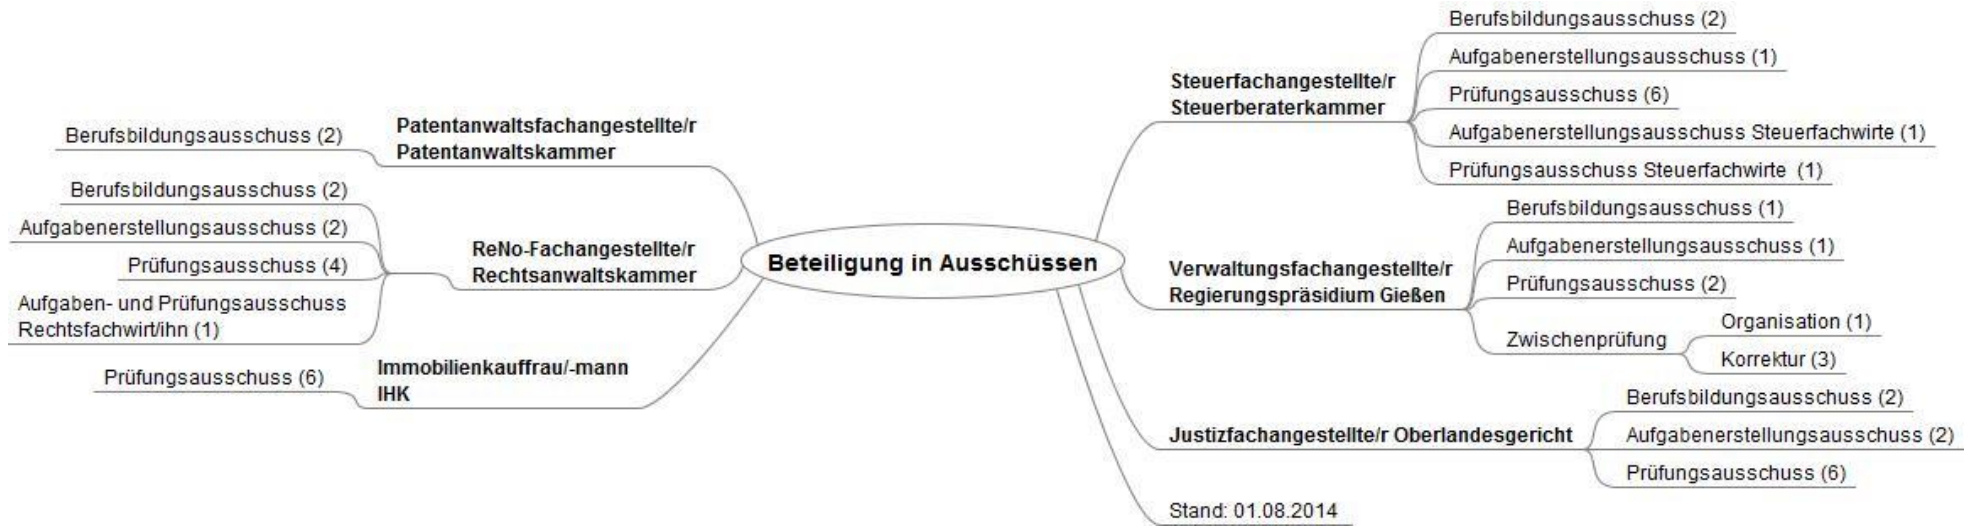 Beteiligung in Ausschüssen
Patentanwaltsfachangestellte/r
Patentanwaltskammer
Berufsbildungsausschuss (2)
ReNo-Fachangestellte/r
Rechtsanwaltskammer
Berufsbildungsausschuss (2)
Aufgabenerstellungsausschuss (2)
Prüfungsausschuss (4)
Aufgaben- und Prüfungsausschuss
Rechtsfachwirt/ihn (1)
Immobilienkauffrau/-mann
IHK
Prüfungsausschuss (6)
Steuerfachangestellte/r
Steuerberaterkammer
Berufsbildungsausschuss (2)
Aufgabenerstellungsausschuss (1)
Prüfungsausschuss (6)
Aufgabenerstellungsausschuss Steuerfachwirte (1)
Prüfungsausschuss Steuerfachwirte (1)
Verwaltungsfachangestellte/r
Regierungspräsidium Gießen
Berufsbildungsausschuss (1)
Aufgabenerstellungsausschuss (1)
Prüfungsausschuss (2)
Zwischenprüfung
Organisation (1)
Korrektur (3)
Justizfachangestellte/r Oberlandesgericht
Berufsbildungsausschuss (2)
Aufgabenerstellungsausschuss (2)
Prüfungsausschuss (6)
Stand: 01.08.2014